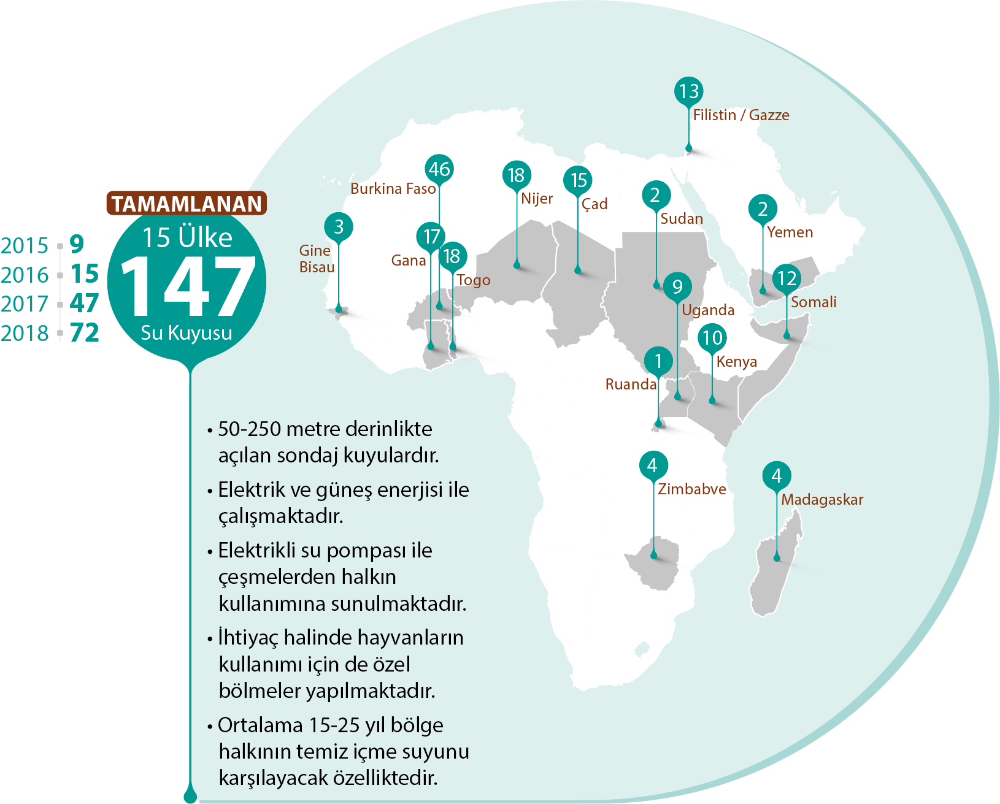 TAMAMLANAN
15 Ülke
147
Su Kuyusu
2015 9
2016 15
2017 47
2018 72
13
Filistin / Gazze
46
Burkina Faso
18
Nijer
15
Çad
2
Sudan
2
Yemen
3
Gine
Bisau
17
Gana
18
Togo
12
Somali
9
Uganda
10
Kenya
1
Ruanda
4
Zimbabve
4
Madagaskar
• 50-250 metre derinlikte
açılan sondaj kuyulardır.
• Elektrik ve güneş enerjisi ile
çalışmaktadır.
• Elektrikli su pompası ile
çeşmelerden halkın
kullanımına sunulmaktadır.
• İhtiyaç halinde hayvanların
kullanımı için de özel
bölmeler yapılmaktadır.
• Ortalama 15-25 yıl bölge
halkının temiz içme suyunu
karşılayacak özelliktedir.